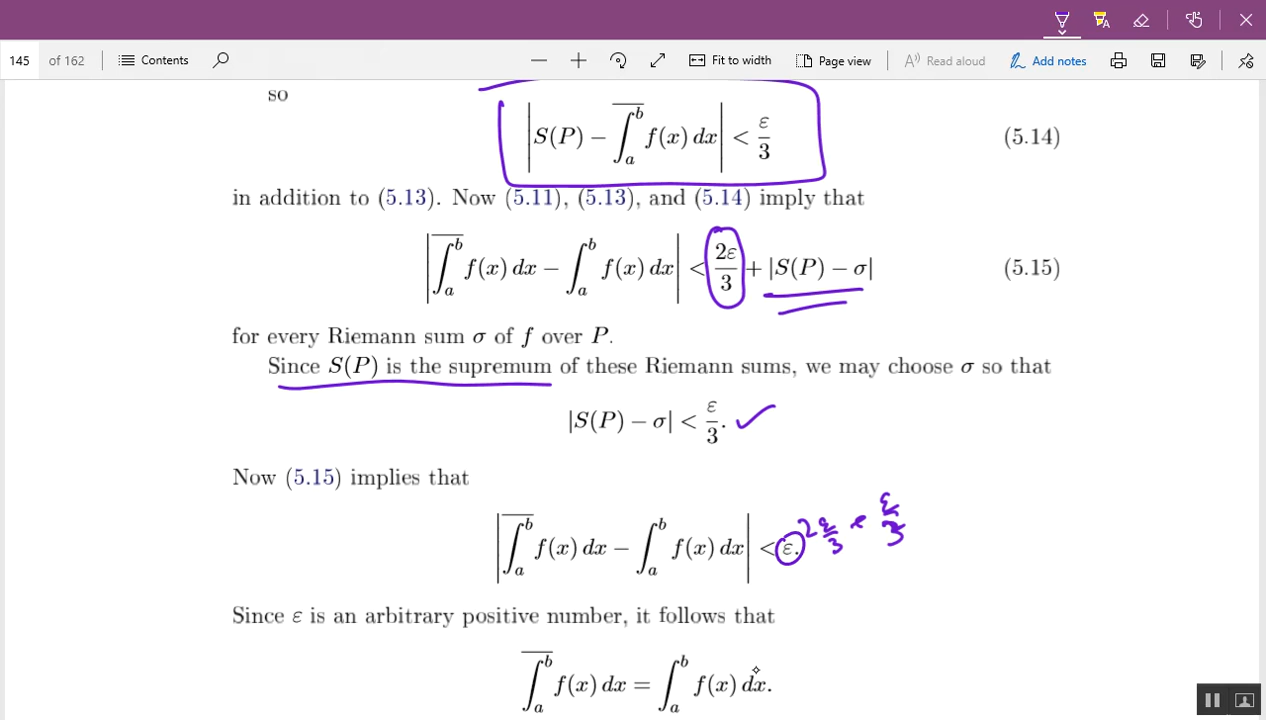 145 of 162 Contents Fit to width Page view Read aloud Add notes
so
|S(P) − \overline{∫_a^b} f(x) dx| < ε/3 (5.14)
in addition to (5.13). Now (5.11), (5.13), and (5.14) imply that
|\overline{∫_a^b} f(x) dx − ∫_a^b f(x) dx| < 2ε/3 + |S(P) − σ| (5.15)
for every Riemann sum σ of f over P.
Since S(P) is the supremum of these Riemann sums, we may choose σ so that
|S(P) − σ| < ε/3.
Now (5.15) implies that
|\overline{∫_a^b} f(x) dx − ∫_a^b f(x) dx| < ε.
Since ε is an arbitrary positive number, it follows that
\overline{∫_a^b} f(x) dx = ∫_a^b f(x) dx.